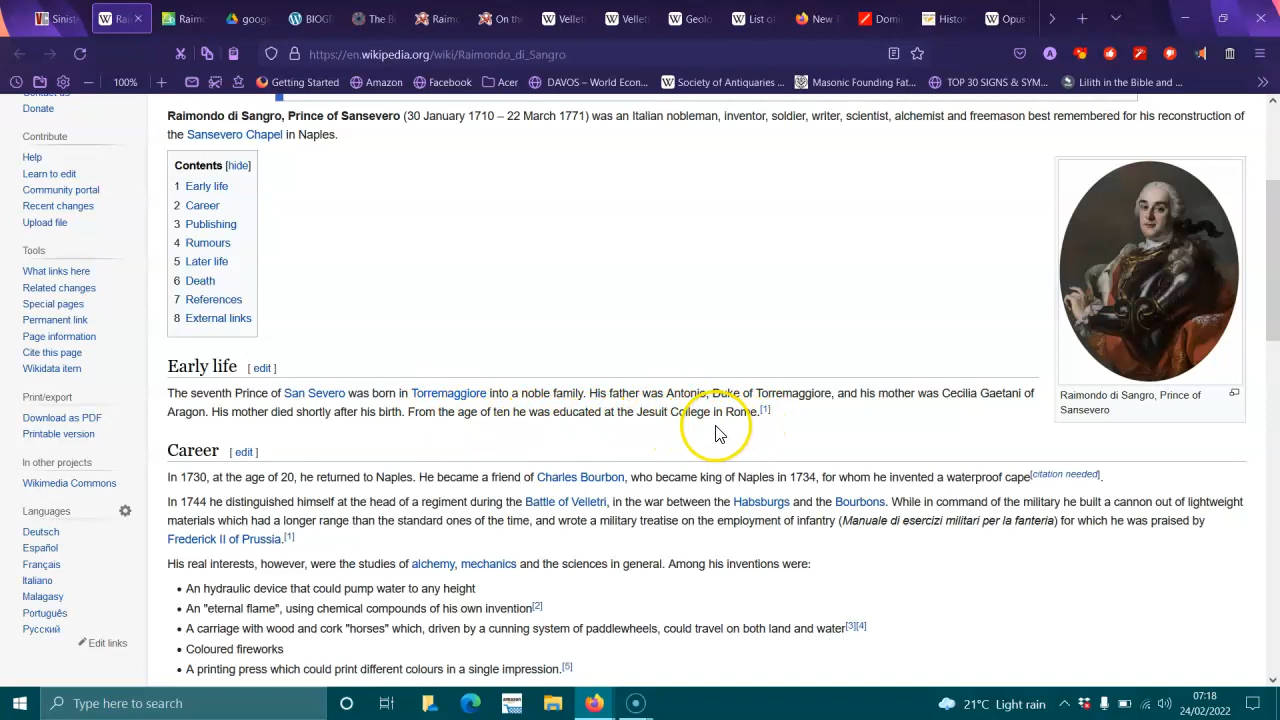 Sinist
Rai
Raimo
google
BIOGF
The B
Raimo
On the
Vellet
Vellet
Geolo
List o
New T
Domi
Histor
Opus
https://en.wikipedia.org/wiki/Raimondo_di_Sangro
100%
Getting Started
Amazon
Facebook
Acer
DAVOS – World Econ...
Society of Antiquaries ...
Masonic Founding Fat...
TOP 30 SIGNS & SYM...
Lilith in the Bible and ...
Contact us
Donate
Contribute
Help
Learn to edit
Community portal
Recent changes
Upload file
Tools
What links here
Related changes
Special pages
Permanent link
Page information
Cite this page
Wikidata item
Print/export
Download as PDF
Printable version
In other projects
Wikimedia Commons
Languages
Deutsch
Español
Français
Italiano
Malagasy
Português
Русский
Edit links
Raimondo di Sangro, Prince of Sansevero (30 January 1710 – 22 March 1771) was an Italian nobleman, inventor, soldier, writer, scientist, alchemist and freemason best remembered for his reconstruction of
the Sansevero Chapel in Naples.
Contents [hide]
1 Early life
2 Career
3 Publishing
4 Rumours
5 Later life
6 Death
7 References
8 External links
Raimondo di Sangro, Prince of
Sansevero
Early life [ edit ]
The seventh Prince of San Severo was born in Torremaggiore into a noble family. His father was Antonio, Duke of Torremaggiore, and his mother was Cecilia Gaetani of
Aragon. His mother died shortly after his birth. From the age of ten he was educated at the Jesuit College in Rome.[1]
Career [ edit ]
In 1730, at the age of 20, he returned to Naples. He became a friend of Charles Bourbon, who became king of Naples in 1734, for whom he invented a waterproof cape[citation needed].
In 1744 he distinguished himself at the head of a regiment during the Battle of Velletri, in the war between the Habsburgs and the Bourbons. While in command of the military he built a cannon out of lightweight
materials which had a longer range than the standard ones of the time, and wrote a military treatise on the employment of infantry (Manuale di esercizi militari per la fanteria) for which he was praised by
Frederick II of Prussia.[1]
His real interests, however, were the studies of alchemy, mechanics and the sciences in general. Among his inventions were:
• An hydraulic device that could pump water to any height
• An "eternal flame", using chemical compounds of his own invention[2]
• A carriage with wood and cork "horses" which, driven by a cunning system of paddlewheels, could travel on both land and water[3][4]
• Coloured fireworks
• A printing press which could print different colours in a single impression.[5]
Type here to search
21°C Light rain
07:18
24/02/2022